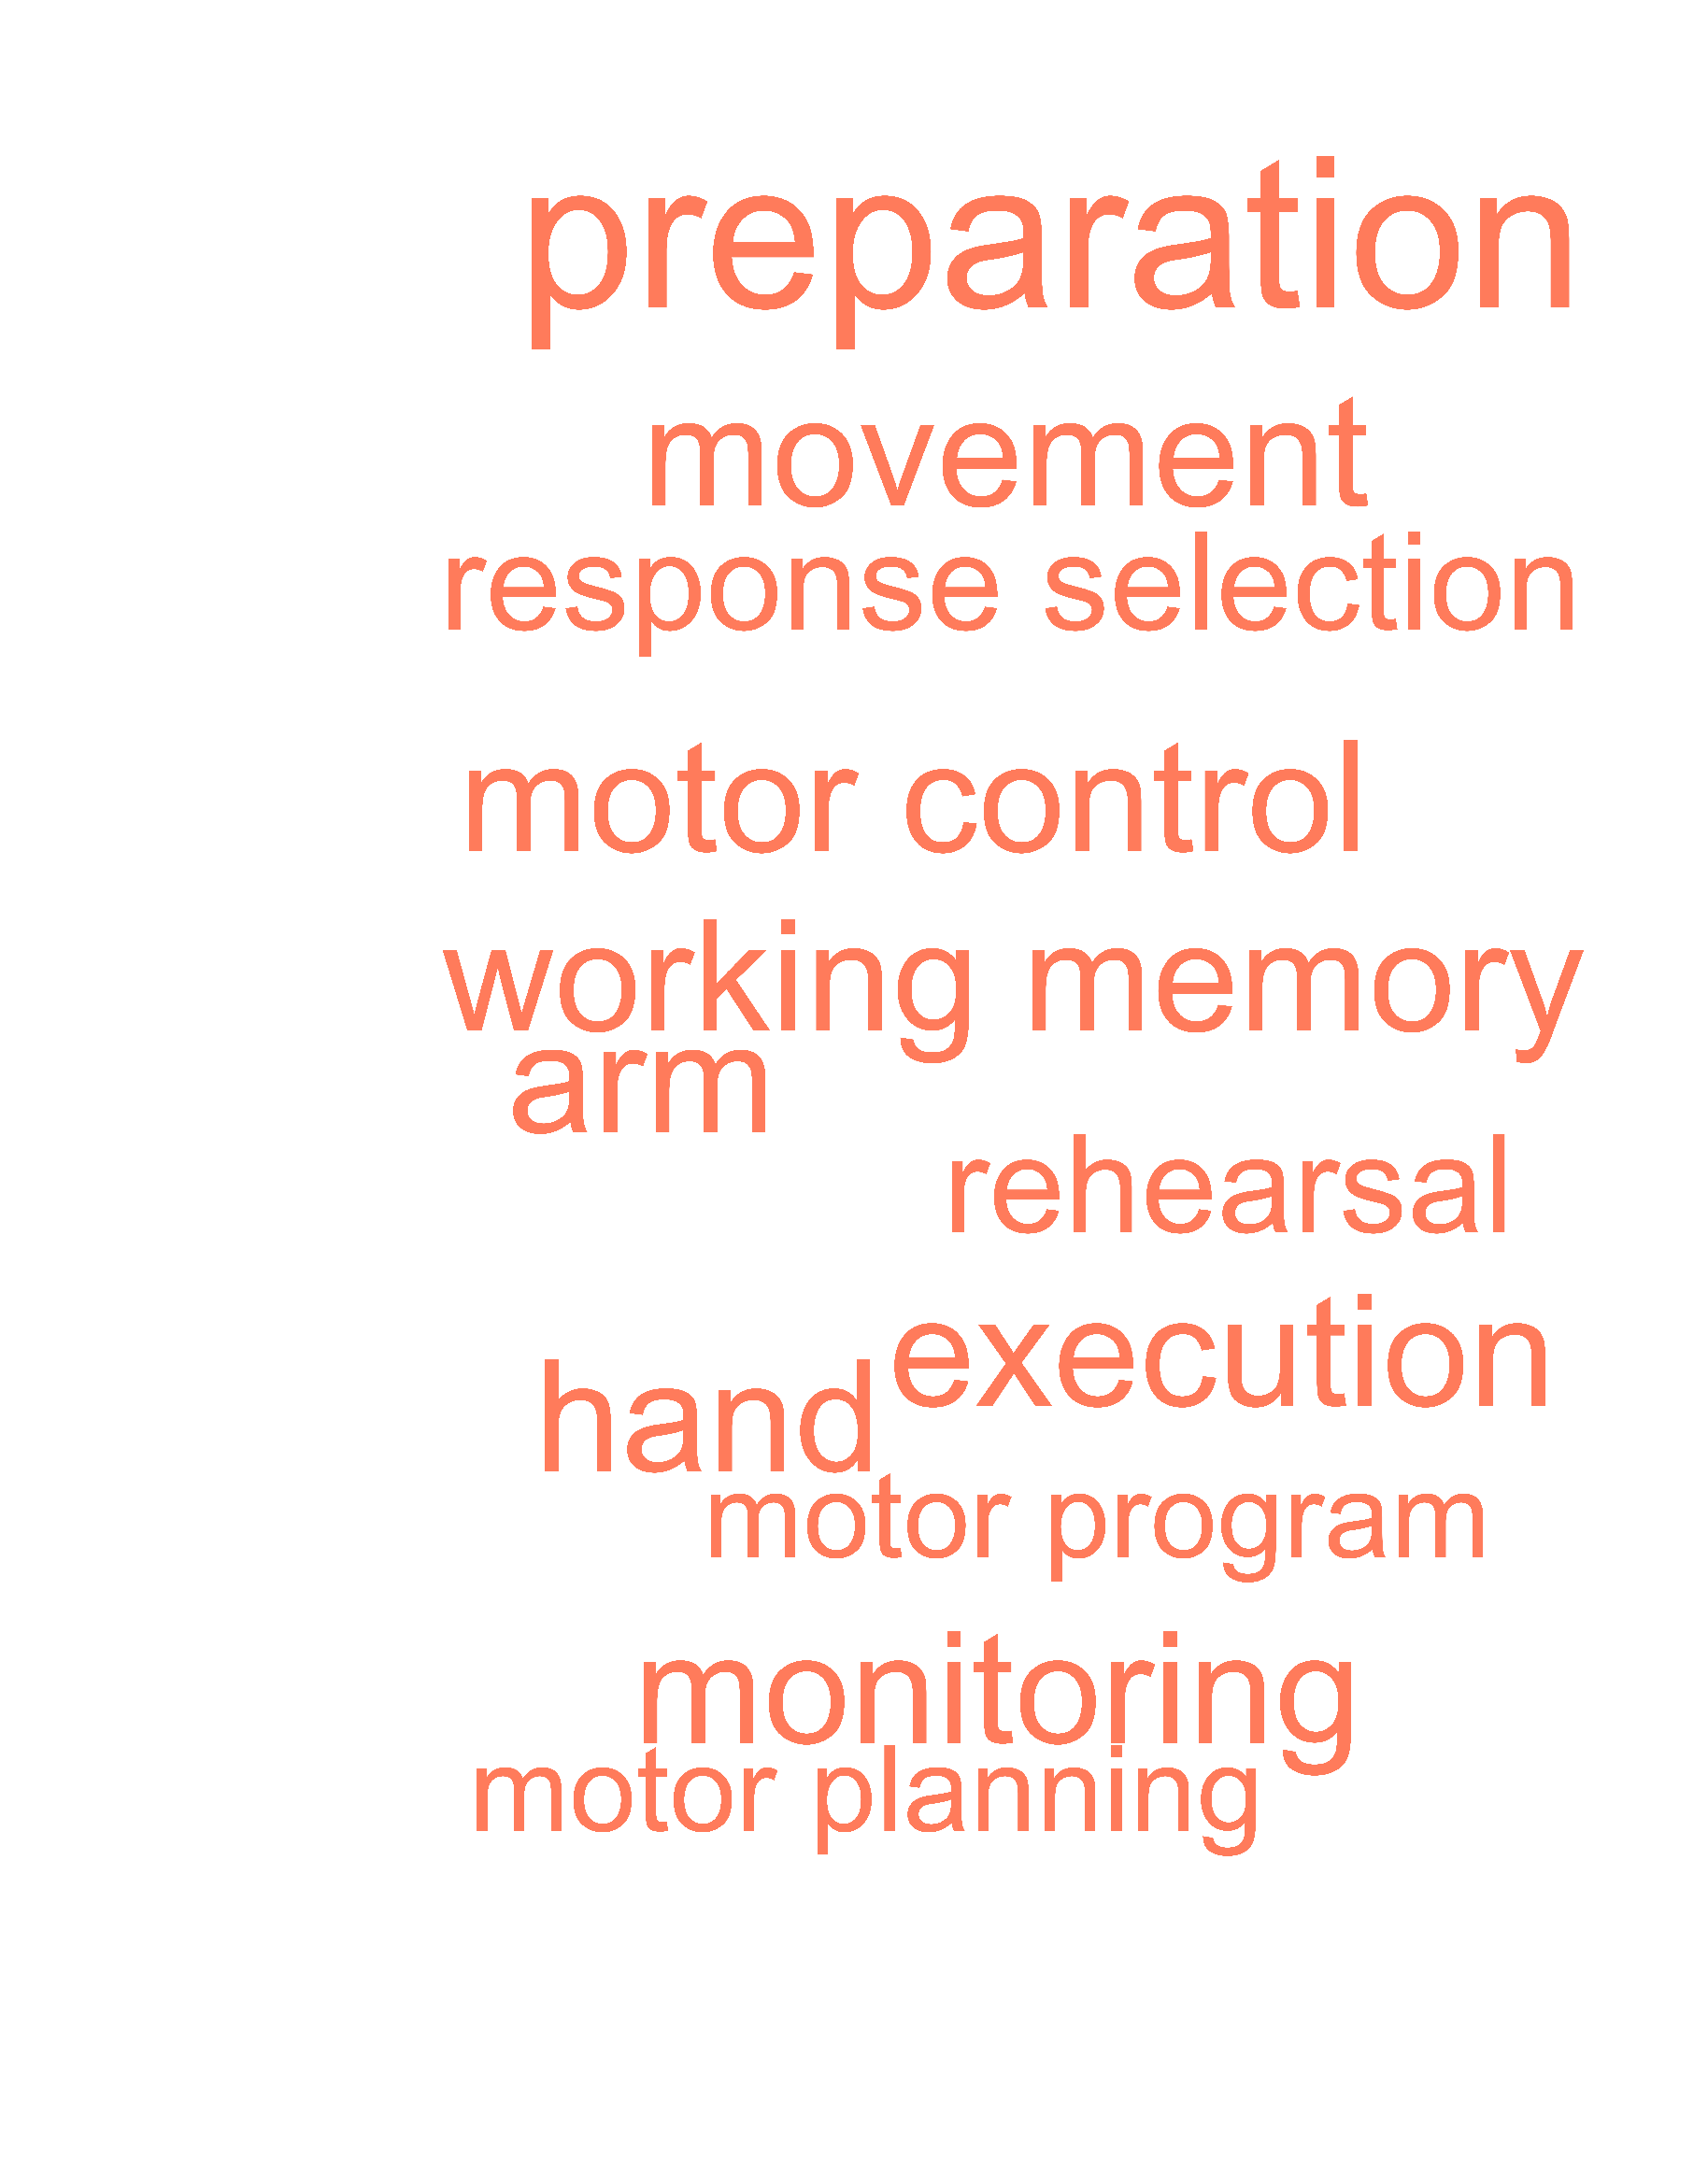 preparation
movement
response selection
motor control
working memory
arm
rehearsal
execution
hand
motor program
monitoring
motor planning